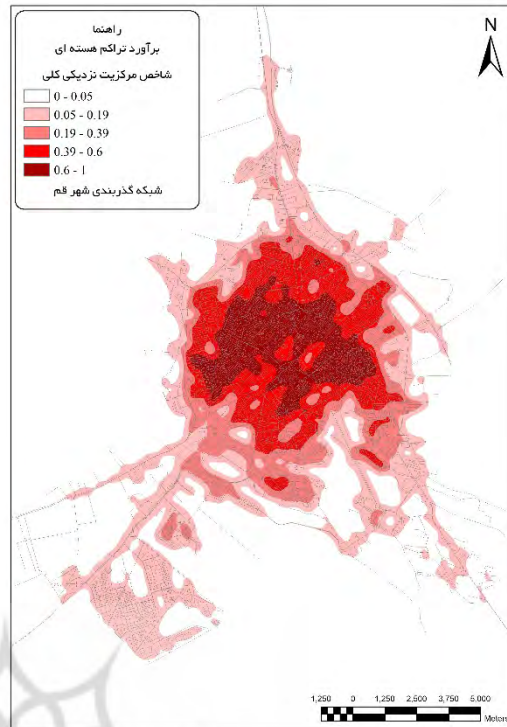 راهنما
برآورد تراکم هسته ای
شاخص مرکزیت نزدیکی کلی
0 - 0.05
0.05 - 0.19
0.19 - 0.39
0.39 - 0.6
0.6 - 1
شبکه گذربندی شهر قم
N
1,250 0 1,250 2,500 3,750 5,000
Meters